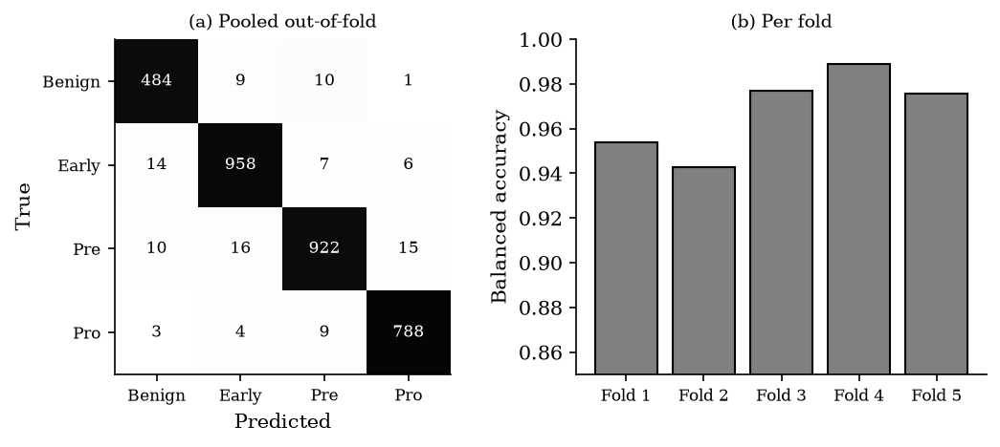 (a) Pooled out-of-fold
True
Benign 484 9 10 1
Early 14 958 7 6
Pre 10 16 922 15
Pro 3 4 9 788
Benign Early Pre Pro
Predicted
(b) Per fold
Balanced accuracy
1.00
0.98
0.96
0.94
0.92
0.90
0.88
0.86
Fold 1 Fold 2 Fold 3 Fold 4 Fold 5